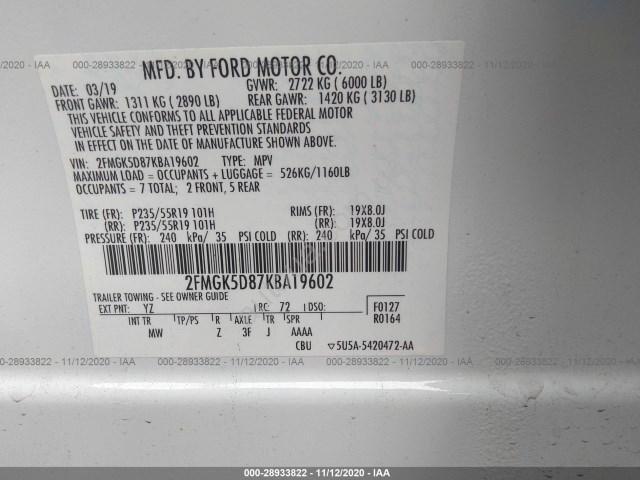 MFD. BY FORD MOTOR CO.
DATE: 03/19 GVWR: 2722 KG ( 6000 LB)
FRONT GAWR: 1311 KG ( 2890 LB) REAR GAWR: 1420 KG ( 3130 LB)
THIS VEHICLE CONFORMS TO ALL APPLICABLE FEDERAL MOTOR
VEHICLE SAFETY AND THEFT PREVENTION STANDARDS
IN EFFECT ON THE DATE OF MANUFACTURE SHOWN ABOVE.
VIN: 2FMGK5D87KBA19602 TYPE: MPV
MAXIMUM LOAD = OCCUPANTS + LUGGAGE = 526KG/1160LB
OCCUPANTS = 7 TOTAL; 2 FRONT, 5 REAR
TIRE (FR): P235/55R19 101H RIMS (FR): 19X8.0J
(RR): P235/55R19 101H (RR): 19X8.0J
PRESSURE (FR): 240 kPa/ 35 PSI COLD (RR): 240 kPa/ 35 PSI COLD
2FMGK5D87KBA19602
TRAILER TOWING - SEE OWNER GUIDE
EXT PNT: YZ RC: 72 DSO: F0127
R0164
INT TR TP/PS R AXLE TR SPR
MW Z 3F J AAAA
CBU ▽5U5A-5420472-AA
000-28933822 - 11/12/2020 - IAA